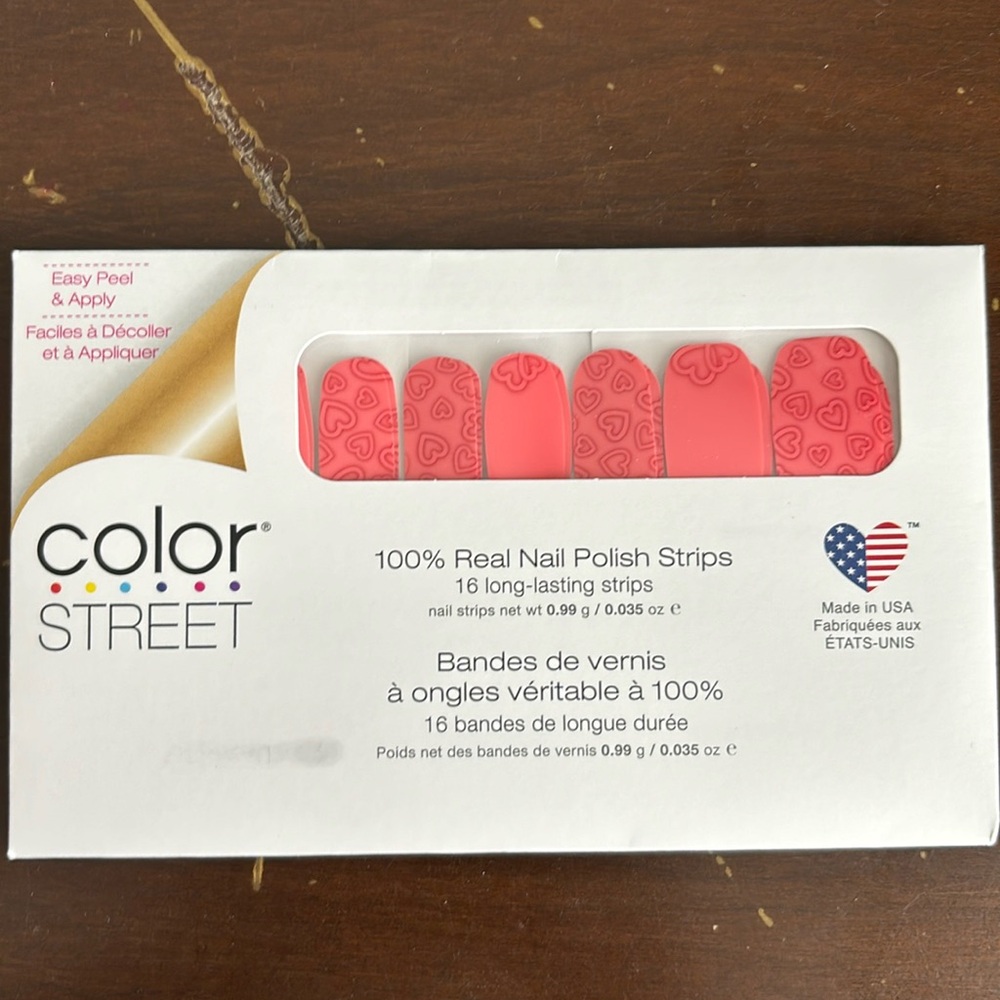 Easy Peel
& Apply
Faciles à Décoller
et à Appliquer
color®
STREET
100% Real Nail Polish Strips
16 long-lasting strips
nail strips net wt 0.99 g / 0.035 oz ℮
Bandes de vernis
à ongles véritable à 100%
16 bandes de longue durée
Poids net des bandes de vernis 0.99 g / 0.035 oz ℮
TM
Made in USA
Fabriquées aux
ÉTATS-UNIS